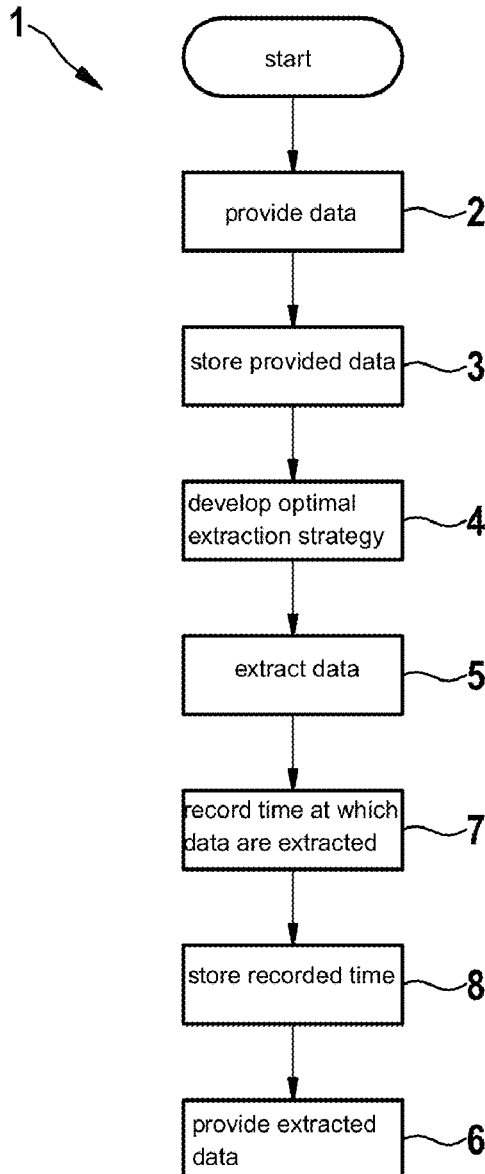 1
start
provide data
2
store provided data
3
develop optimal
extraction strategy
4
extract data
5
record time at which
data are extracted
7
store recorded time
8
provide extracted
data
6